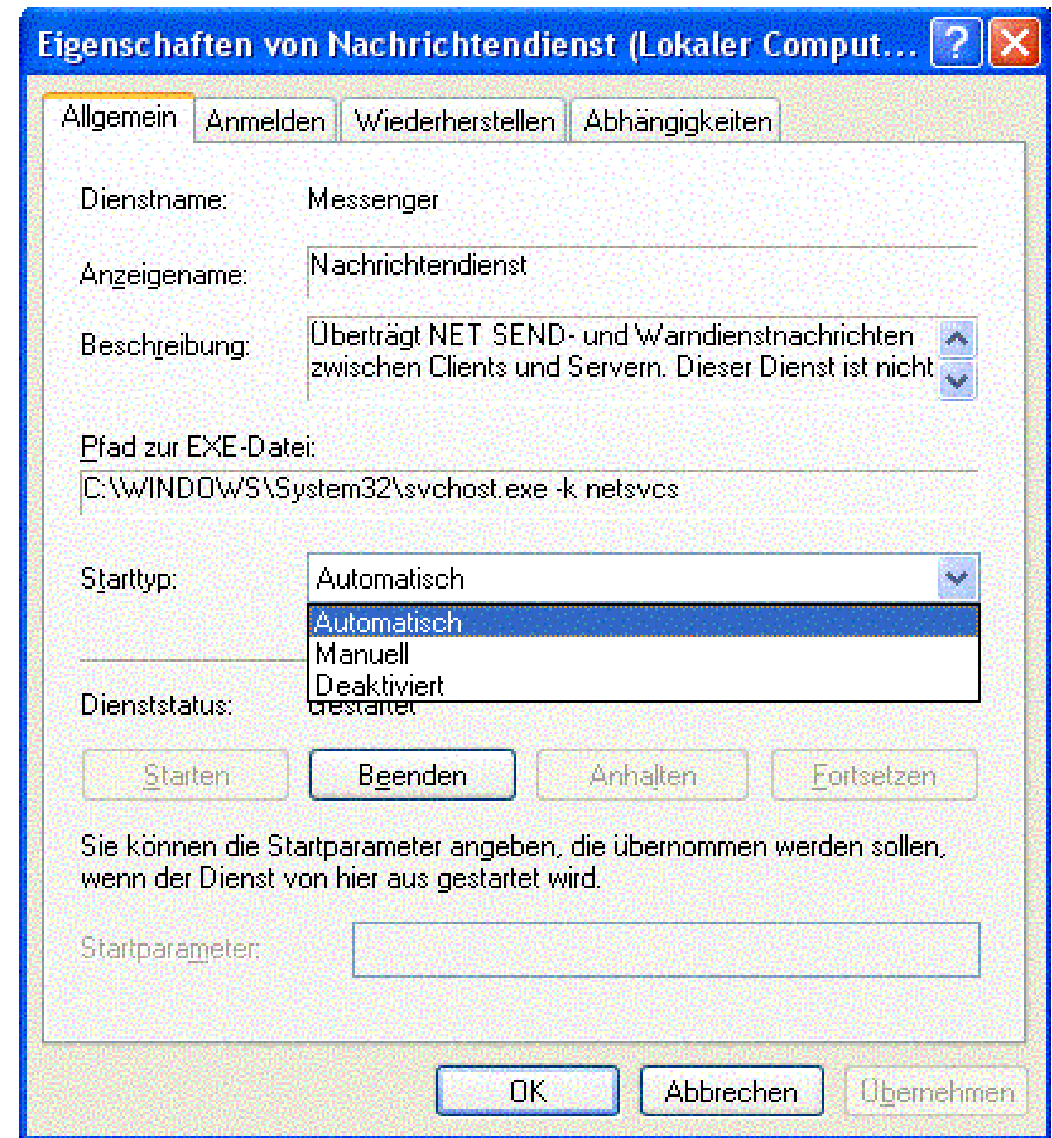 Eigenschaften von Nachrichtendienst (Lokaler Comput...
Allgemein Anmelden Wiederherstellen Abhängigkeiten
Dienstname: Messenger
Anzeigename: Nachrichtendienst
Beschreibung: Überträgt NET SEND- und Warndienstnachrichten
zwischen Clients und Servern. Dieser Dienst ist nicht
Pfad zur EXE-Datei:
C:\WINDOWS\System32\svchost.exe -k netsvcs
Starttyp: Automatisch
Automatisch
Manuell
Deaktiviert
Dienststatus: Gestartet
Starten Beenden Anhalten Fortsetzen
Sie können die Startparameter angeben, die übernommen werden sollen,
wenn der Dienst von hier aus gestartet wird.
Startparameter:
OK Abbrechen Übernehmen